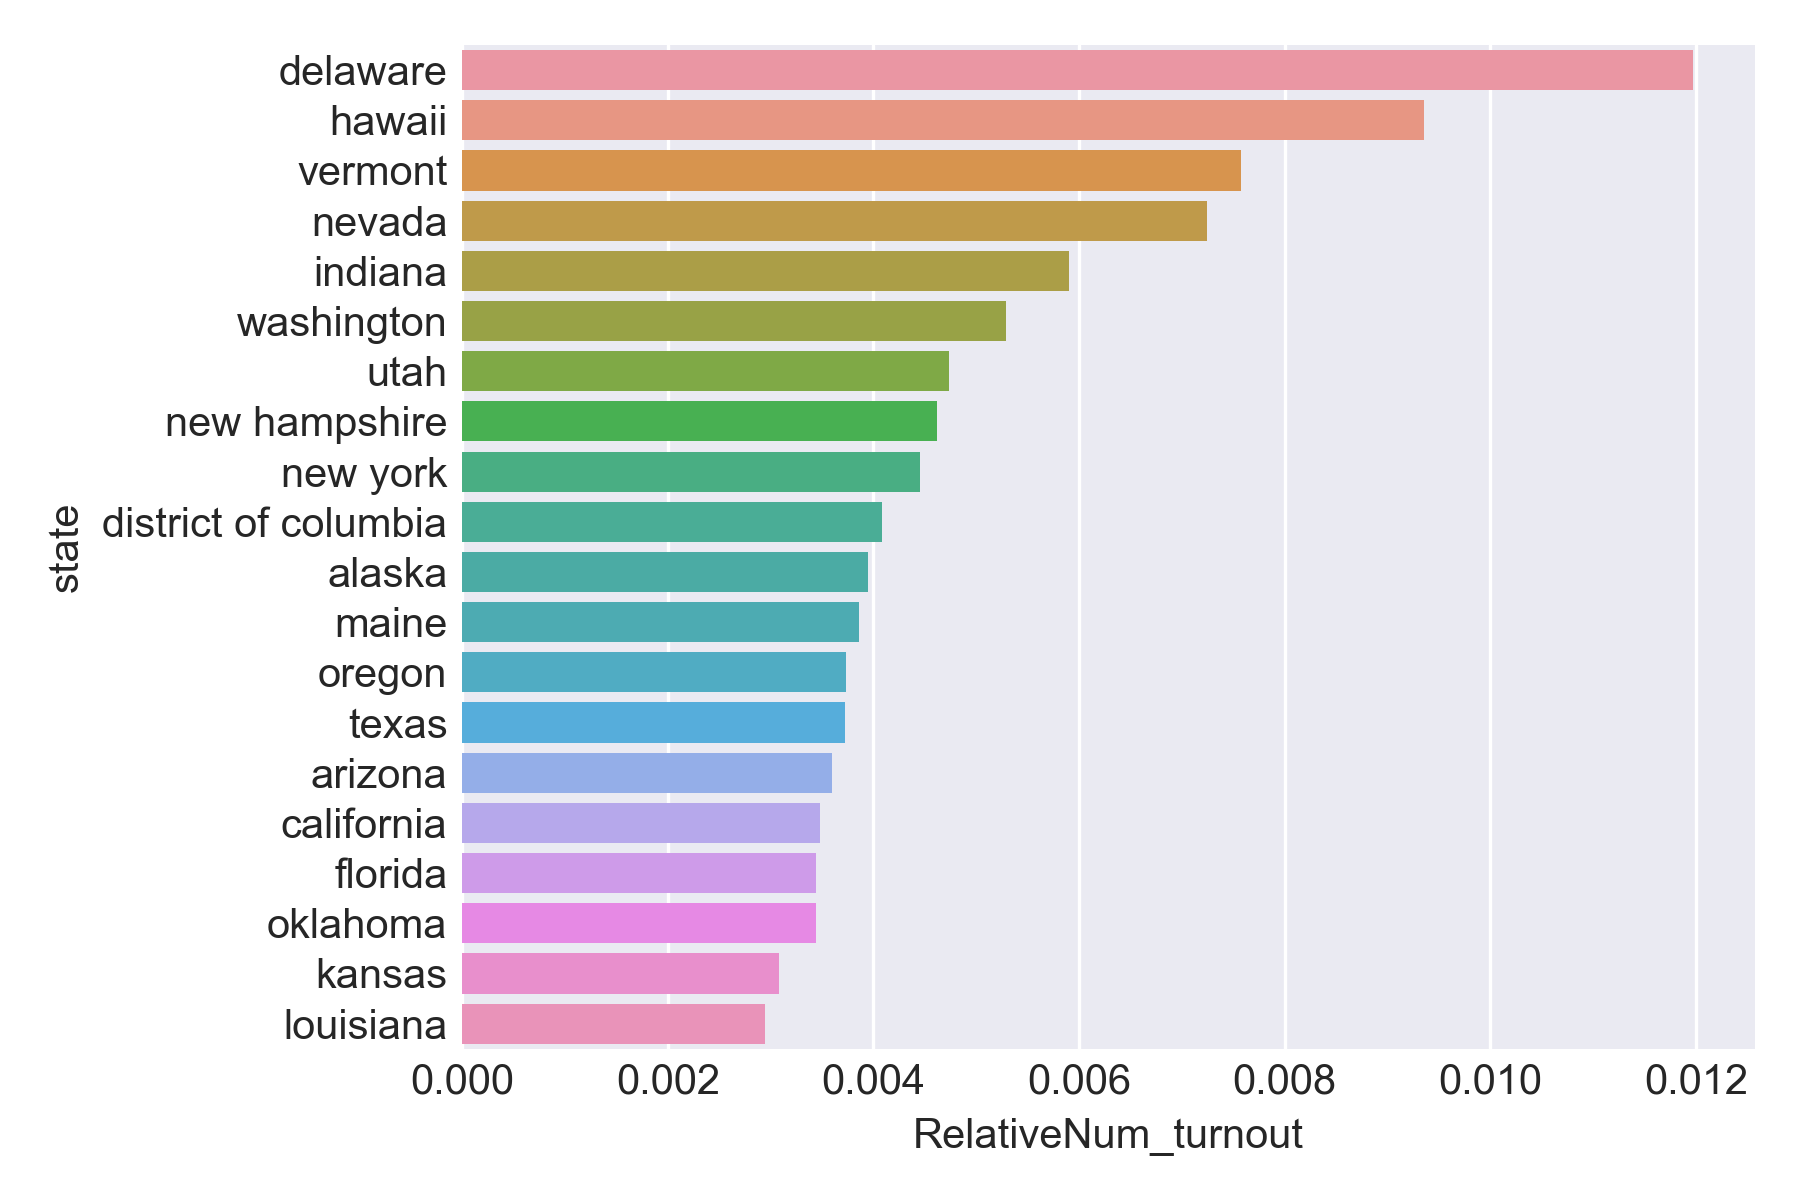 delaware
hawaii
vermont
nevada
indiana
washington
utah
new hampshire
new york
district of columbia
alaska
maine
oregon
texas
arizona
california
florida
oklahoma
kansas
louisiana
state
0.000 0.002 0.004 0.006 0.008 0.010 0.012
RelativeNum_turnout